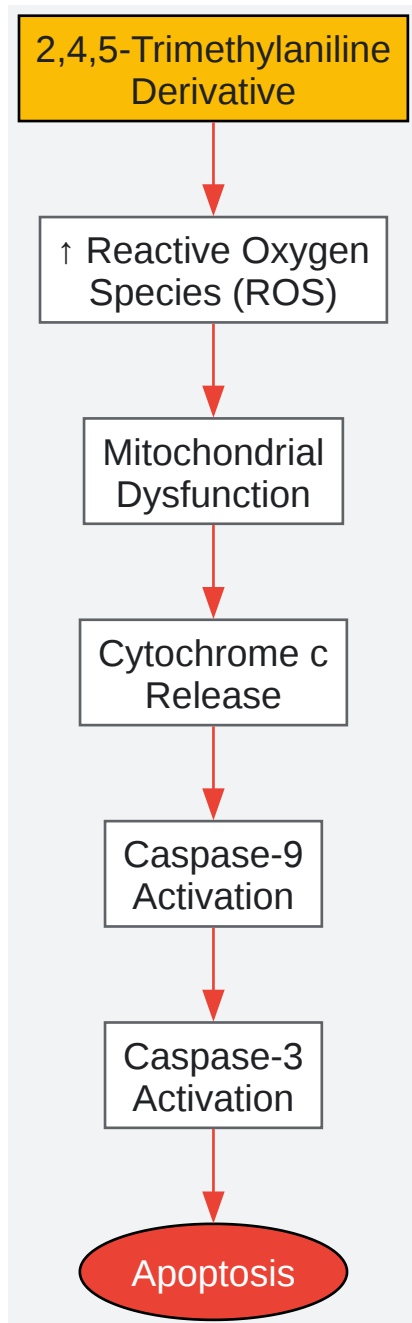 2,4,5-Trimethylaniline
Derivative
↑ Reactive Oxygen
Species (ROS)
Mitochondrial
Dysfunction
Cytochrome c
Release
Caspase-9
Activation
Caspase-3
Activation
Apoptosis